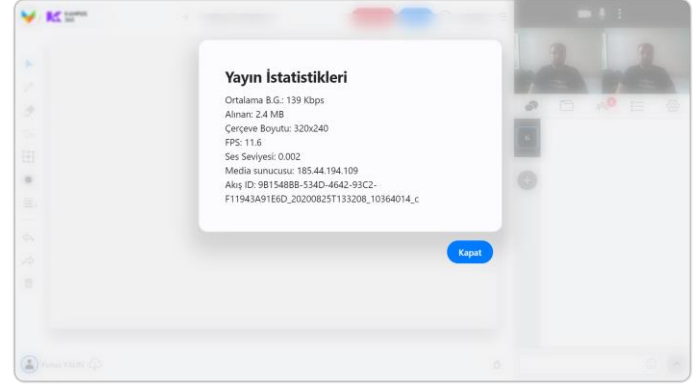 Yayın İstatistikleri
Ortalama B.G.: 139 Kbps
Alınan: 2.4 MB
Çerçeve Boyutu: 320x240
FPS: 11.6
Ses Seviyesi: 0.002
Media sunucusu: 185.44.194.109
Akış ID: 9B1548BB-534D-4642-93C2-
F11943A91E6D_20200825T133208_10364014_c
Kapat